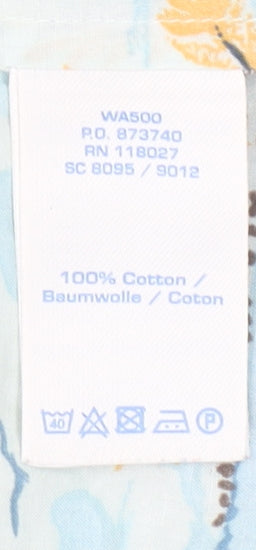 WA500
P.O. 873740
RN 118027
SC 8095 / 9012
100% Cotton /
Baumwolle / Coton
40 P